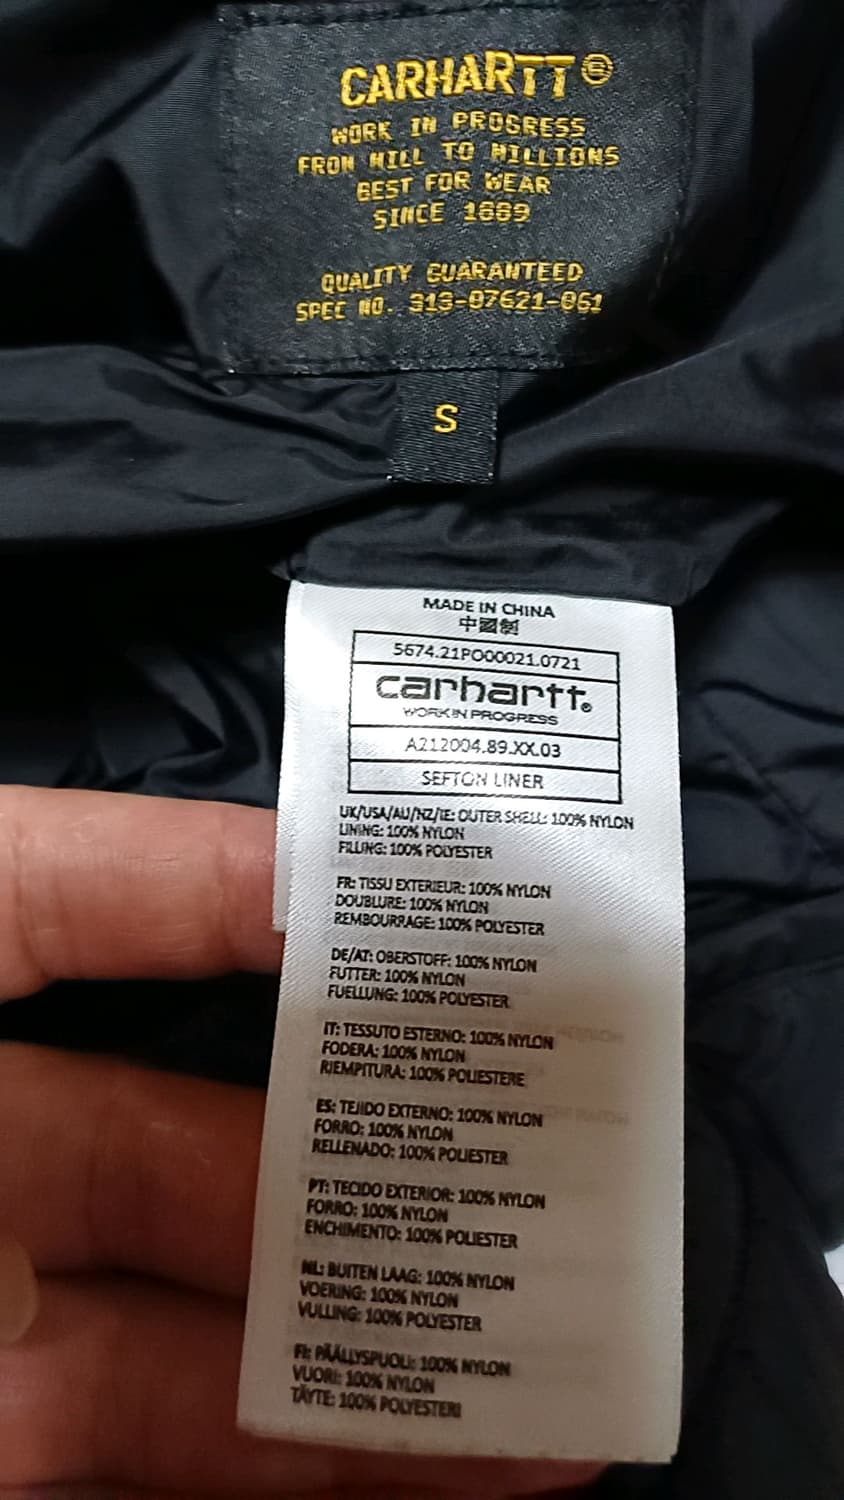 CARHARTT®
WORK IN PROGRESS
FROM MILL TO MILLIONS
BEST FOR WEAR
SINCE 1889
QUALITY GUARANTEED
SPEC NO. 313-07621-061
S
MADE IN CHINA
中國製
5674.21PO00021.0721
carhartt®
WORK IN PROGRESS
A212004.89.XX.03
SEFTON LINER
UK/USA/AU/NZ/IE: OUTER SHELL: 100% NYLON
LINING: 100% NYLON
FILLING: 100% POLYESTER
FR: TISSU EXTERIEUR: 100% NYLON
DOUBLURE: 100% NYLON
REMBOURRAGE: 100% POLYESTER
DE/AT: OBERSTOFF: 100% NYLON
FUTTER: 100% NYLON
FUELLUNG: 100% POLYESTER
IT: TESSUTO ESTERNO: 100% NYLON
FODERA: 100% NYLON
RIEMPITURA: 100% POLIESTERE
ES: TEJIDO EXTERNO: 100% NYLON
FORRO: 100% NYLON
RELLENADO: 100% POLIESTER
PT: TECIDO EXTERIOR: 100% NYLON
FORRO: 100% NYLON
ENCHIMENTO: 100% POLIESTER
NL: BUITEN LAAG: 100% NYLON
VOERING: 100% NYLON
VULLING: 100% POLYESTER
FI: PÄÄLLYSPUOLI: 100% NYLON
VUORI: 100% NYLON
TÄYTE: 100% POLYESTERI